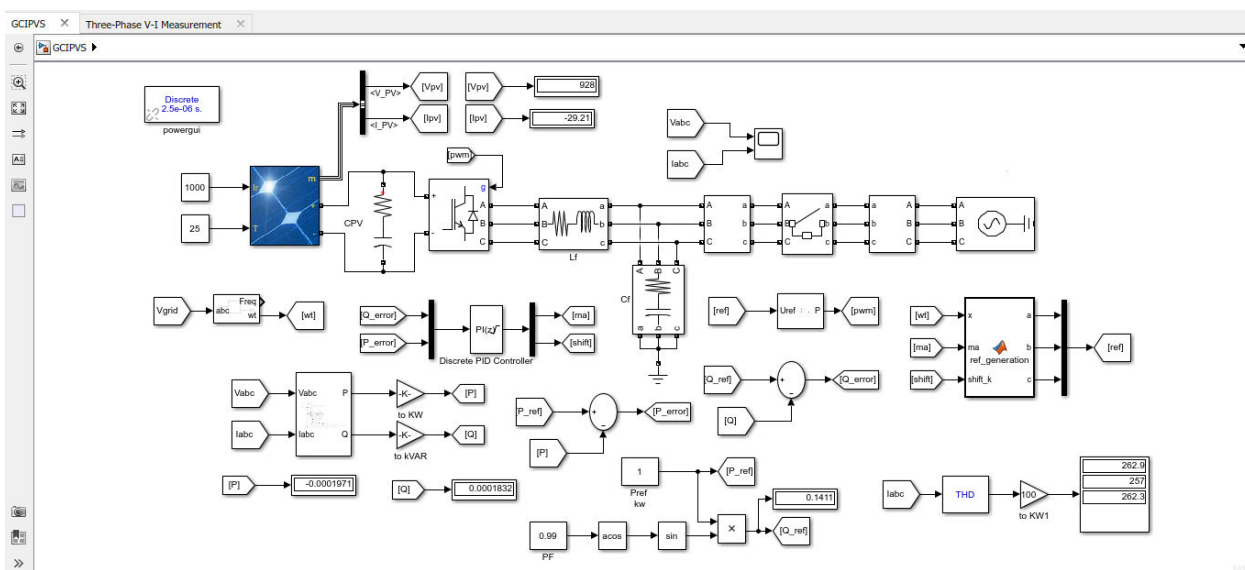 GCIPVS
Three-Phase V-I Measurement
GCIPVS
Discrete
2.5e-06 s.
powergui
<V_PV>
<I_PV>
[Vpv]
[Ipv]
[Vpv]
928
[Ipv]
-29.21
Vabc
Iabc
1000
25
Ir
T
m
+
-
CPV
[pwm]
g
+
-
A
B
C
A
B
C
a
b
c
Lf
A
B
C
a
b
c
A
B
C
a
b
c
a
b
c
A
B
C
A
B
C
A
B
C
a
b
c
Cf
Vgrid
abc
Freq
wt
[wt]
[Q_error]
[P_error]
PI(z)
Discrete PID Controller
[ma]
[shift]
[ref]
Uref
P
[pwm]
[wt]
[ma]
[shift]
x
ma
shift_k
ref_generation
a
b
c
[ref]
Vabc
Iabc
Vabc
Iabc
P
Q
-K-
to KW
[P]
-K-
to kVAR
[Q]
[P]
-0.0001971
[Q]
0.0001832
[P_ref]
[P]
+
-
[P_error]
[Q_ref]
[Q]
+
-
[Q_error]
1
Pref
kw
[P_ref]
0.1411
[Q_ref]
0.99
PF
acos
sin
×
Iabc
THD
100
to KW1
262.9
257
262.3